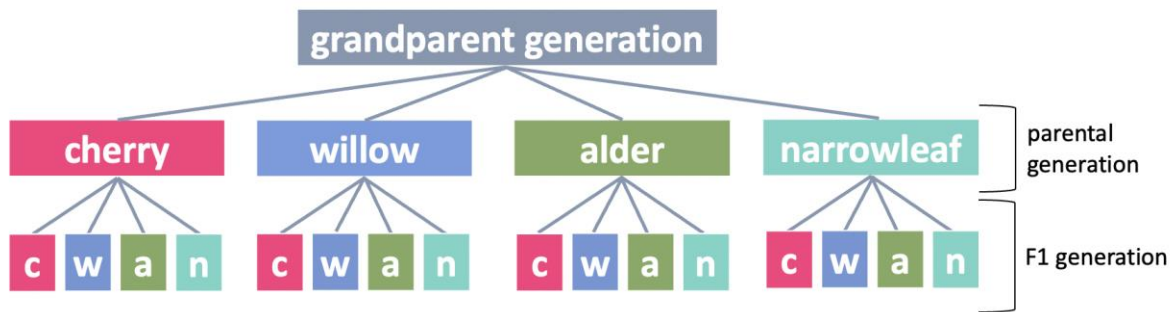 grandparent generation
cherry willow alder narrowleaf
parental
generation
c w a n c w a n c w a n c w a n
F1 generation